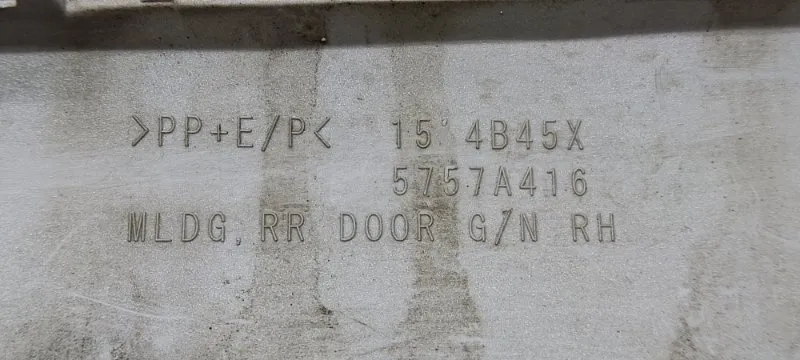 >PP+E/P< 15' 4B45X
5757A416
MLDG, RR DOOR G/N RH